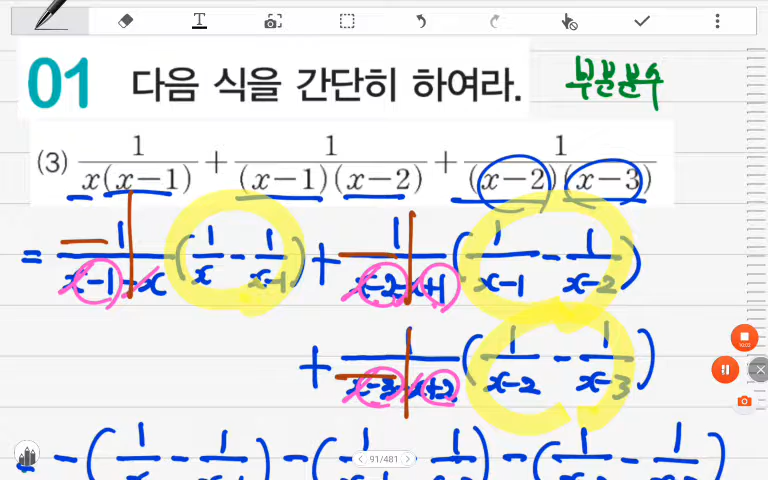 01 다음 식을 간단히 하여라. 부분분수
(3) 1/x(x−1) + 1/(x−1)(x−2) + 1/(x−2)(x−3)
= 1/x-1-x (1/x - 1/x-1) + 1/x-2-x+1 (1/x-1 - 1/x-2)
+ 1/x-3-x+2 (1/x-2 - 1/x-3)
91/481